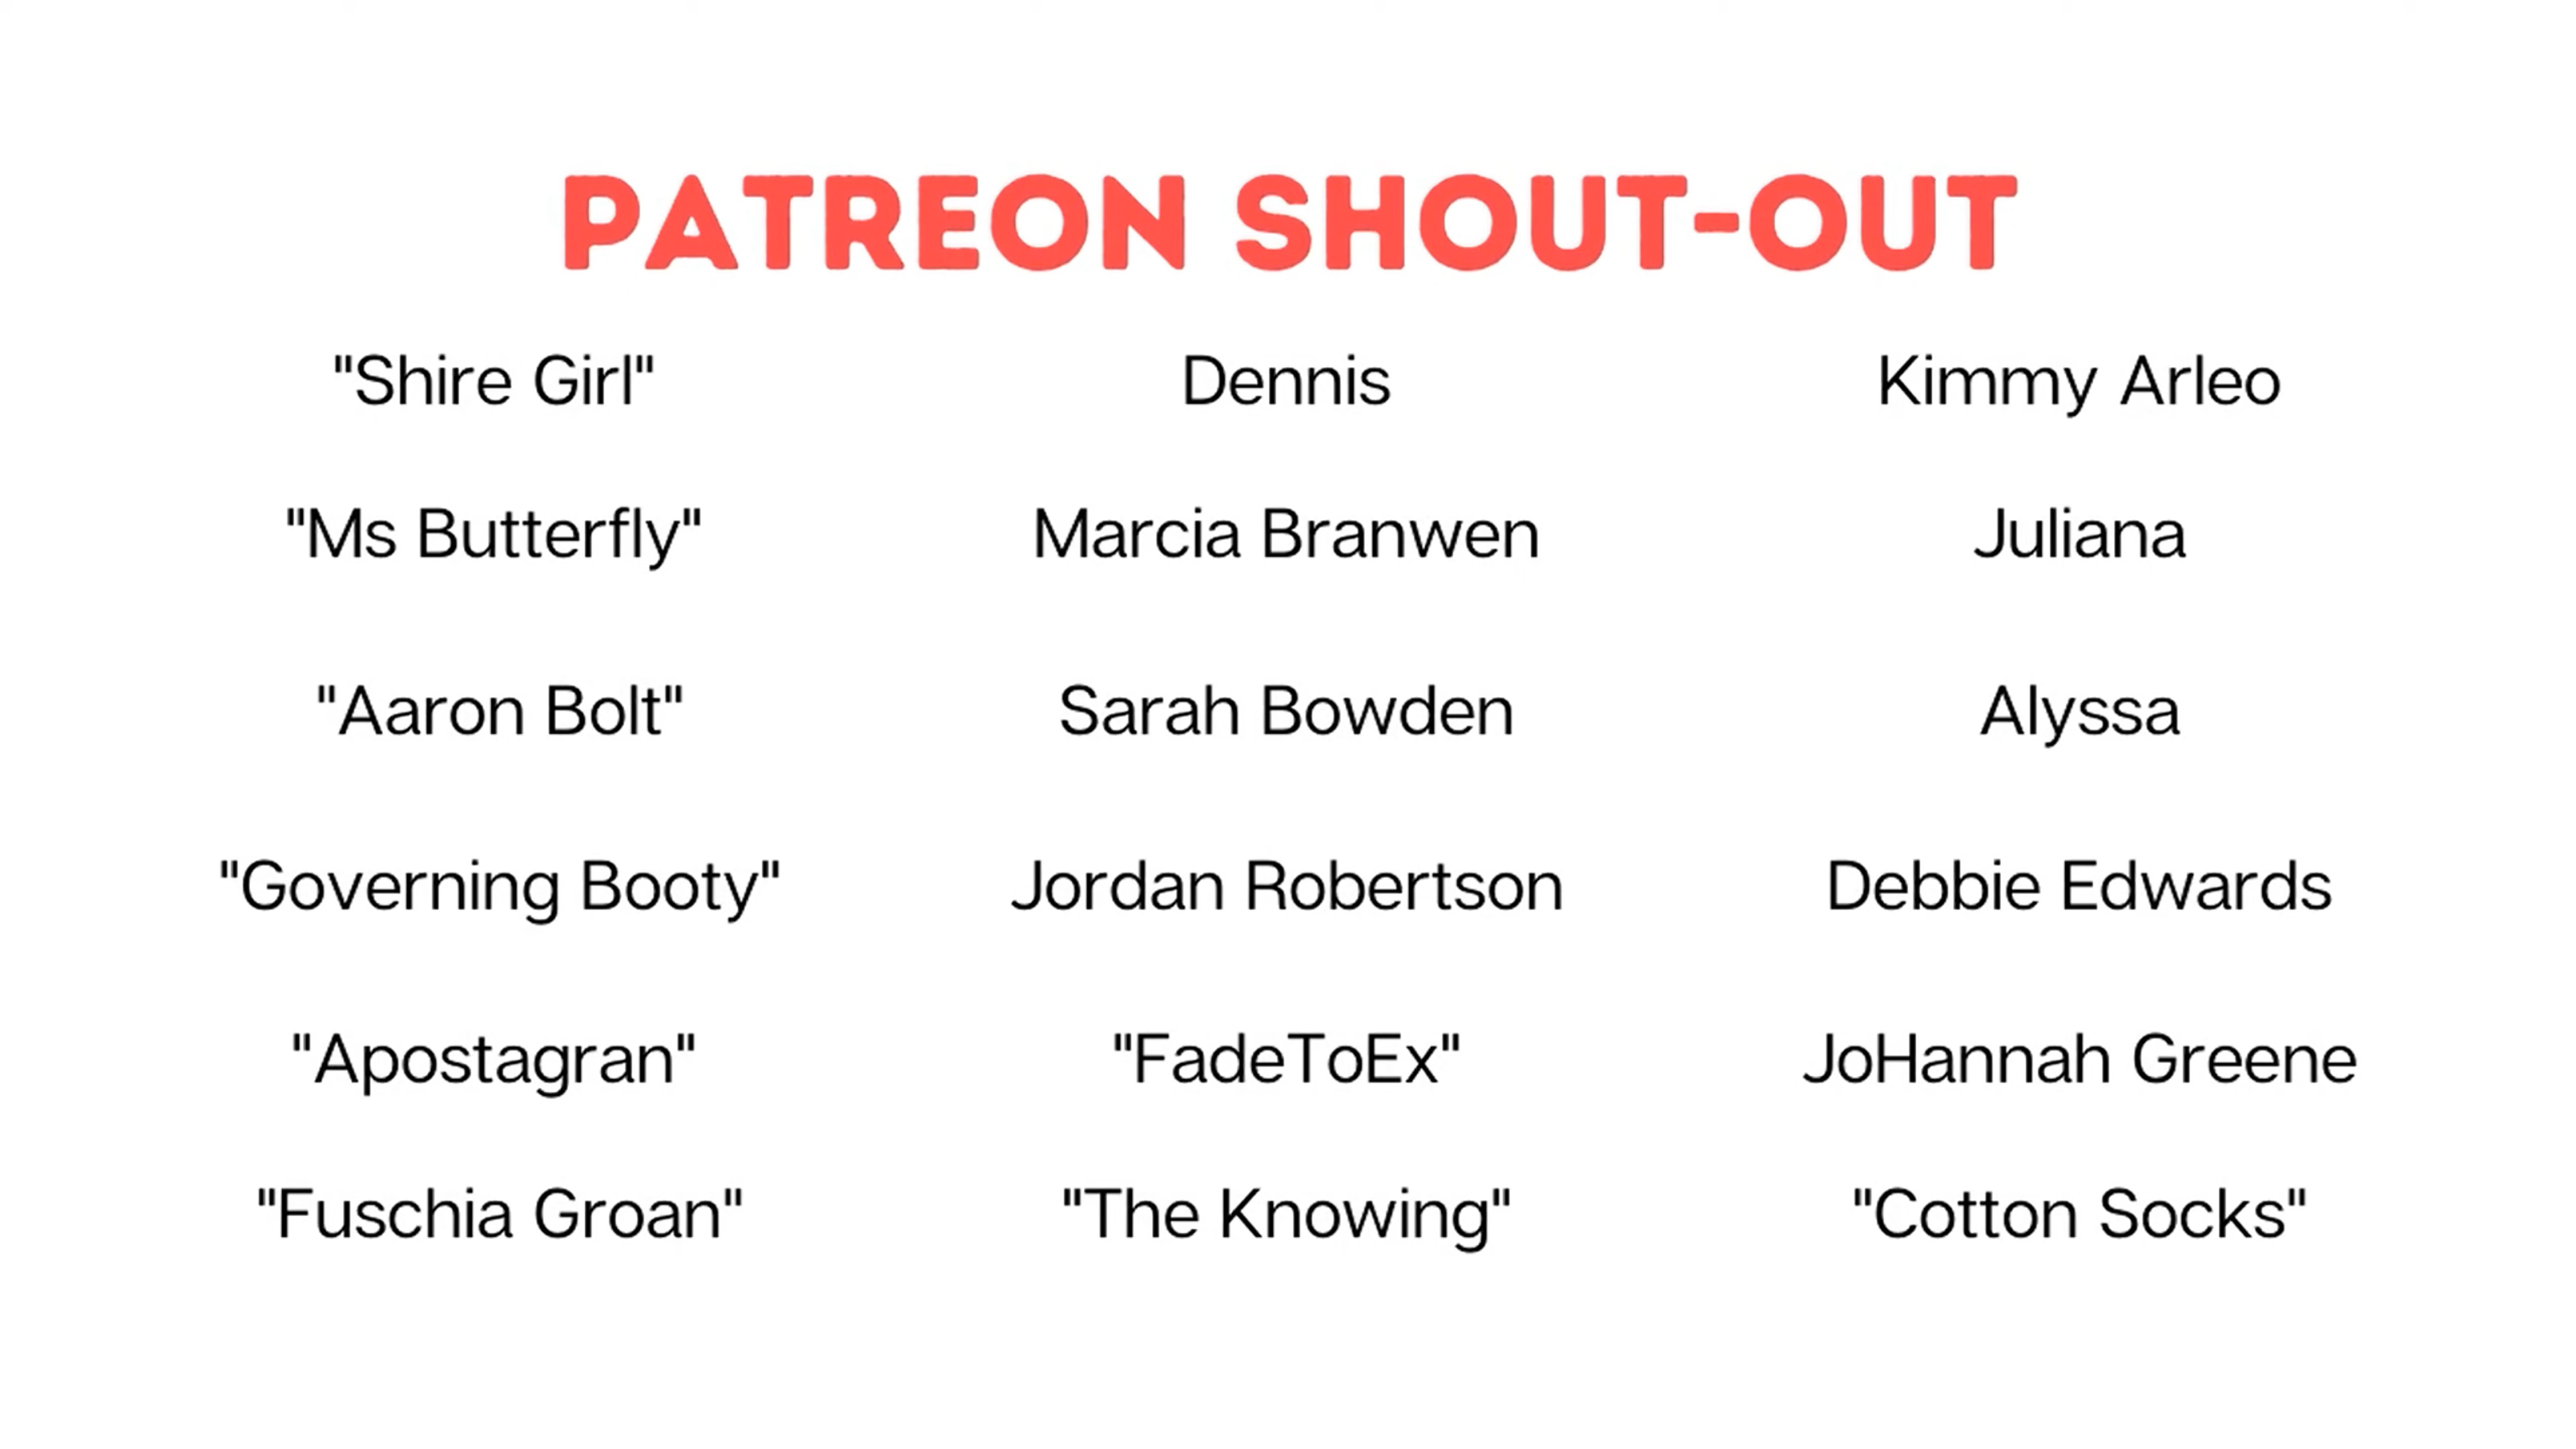 PATREON SHOUT-OUT
"Shire Girl" Dennis Kimmy Arleo
"Ms Butterfly" Marcia Branwen Juliana
"Aaron Bolt" Sarah Bowden Alyssa
"Governing Booty" Jordan Robertson Debbie Edwards
"Apostagran" "FadeToEx" JoHannah Greene
"Fuschia Groan" "The Knowing" "Cotton Socks"